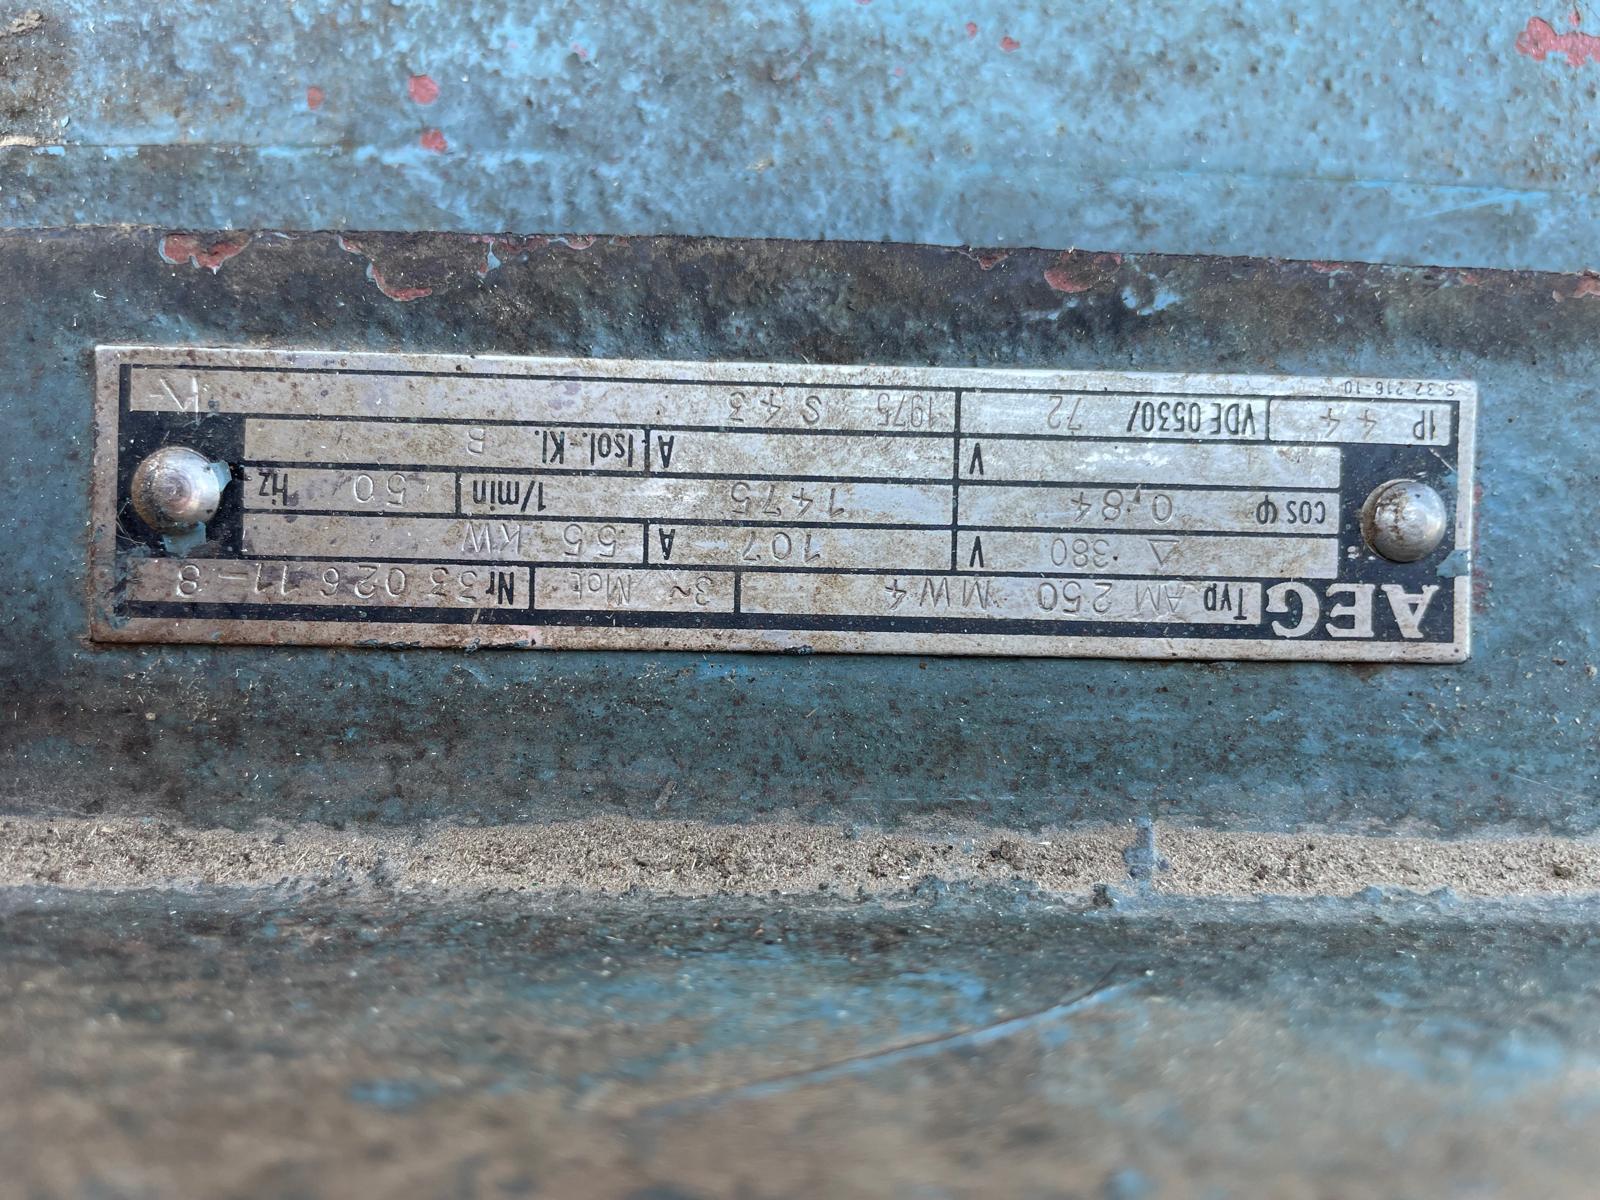 AEG Typ AM 250 MW 4 3~ Mot. Nr 33 026 11-8
△ 380 V 107 A 55 kW
cos φ 0,84 1475 1/min 50 Hz
V A Isol.-Kl. B
IP 44 VDE 0530/ 72 1975 S 43
S 32 216-10